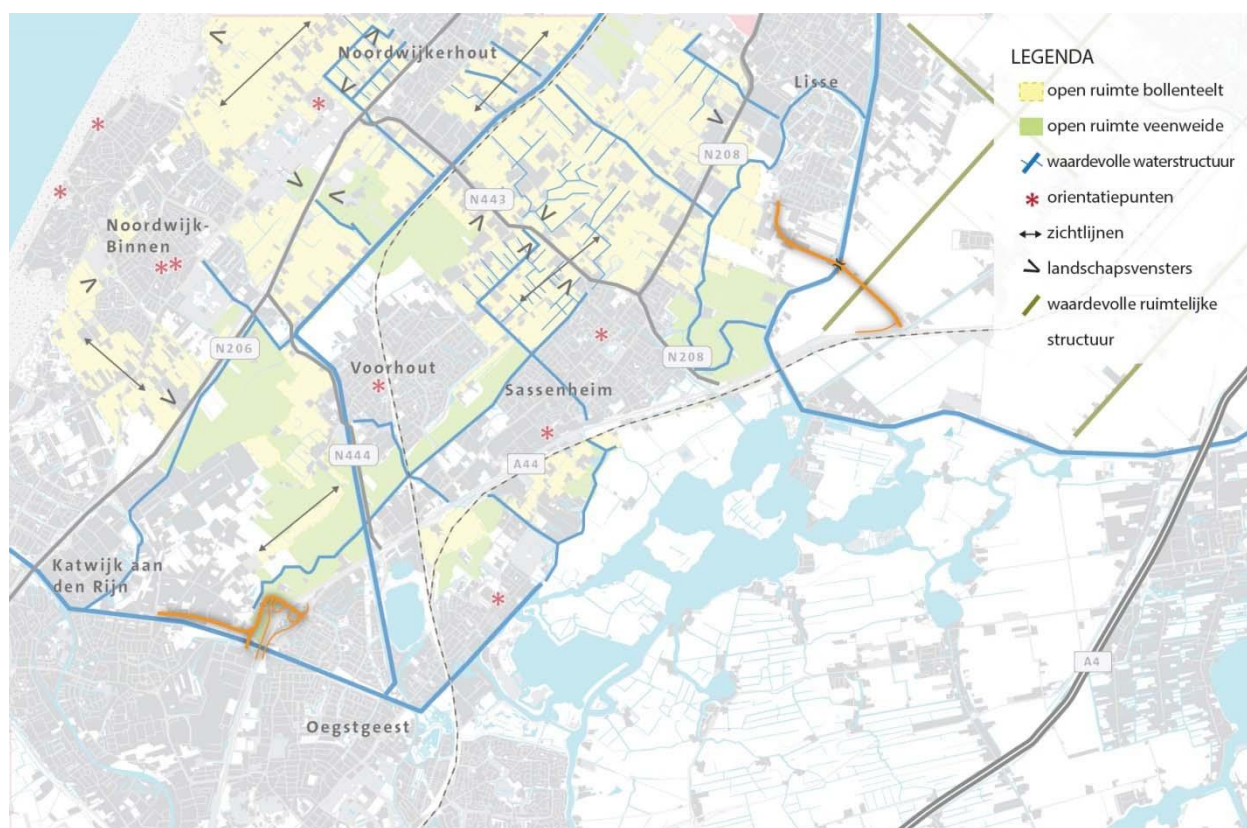 Noordwijkerhout
Lisse
LEGENDA
open ruimte bollenteelt
open ruimte veenweide
waardevolle waterstructuur
orientatiepunten
zichtlijnen
landschapsvensters
waardevolle ruimtelijke
structuur
N208
N443
Noordwijk-
Binnen
N206
Voorhout
N208
Sassenheim
N444
A44
Katwijk aan
den Rijn
A4
Oegstgeest